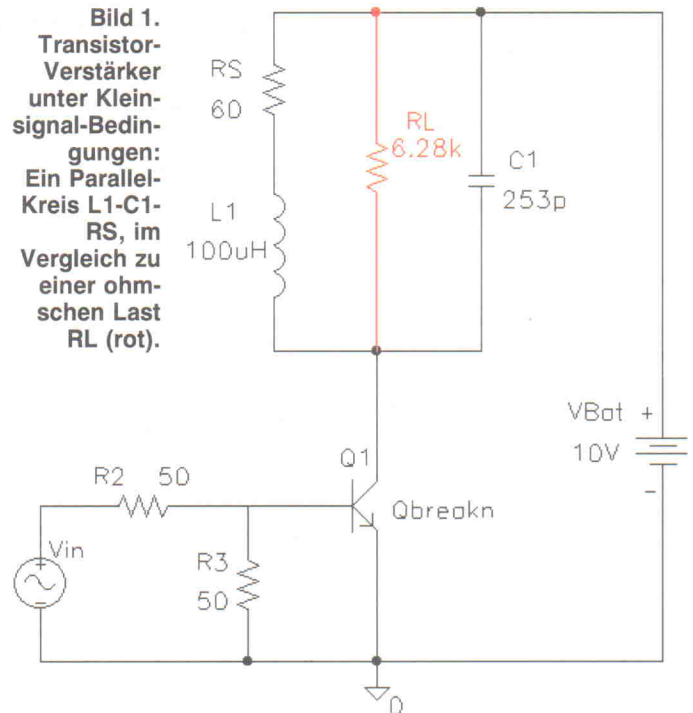 Bild 1.
Transistor-
Verstärker
unter Klein-
signal-Bedin-
gungen:
Ein Parallel-
Kreis L1-C1-
RS, im
Vergleich zu
einer ohm-
schen Last
RL (rot).
RS
60
RL
6.28k
C1
253p
L1
100uH
VBat +
10V
-
Q1
Qbreakn
R2 50
Vin
+
-
R3
50
0